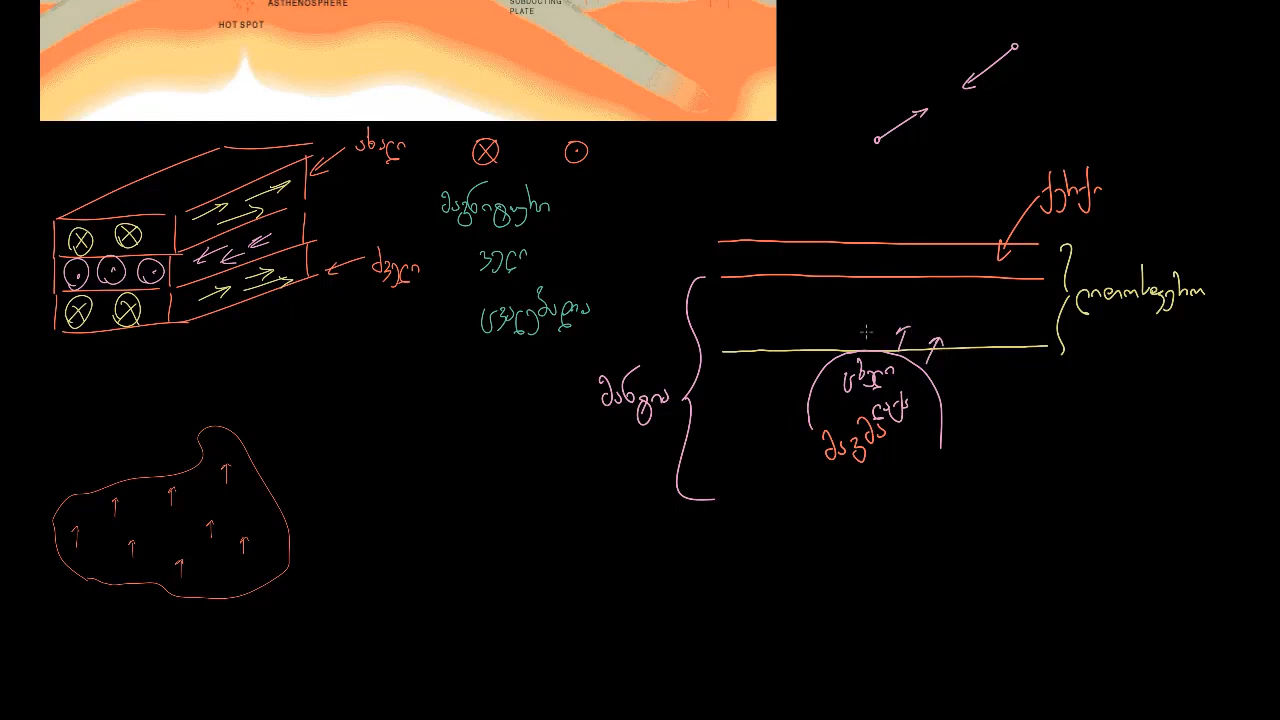 ASTHENOSPHERE
SUBDUCTING
PLATE
HOT SPOT
ახალი
მაგნიტური
ველი
ცვალებადია
ძველი
ქერქი
ლითოსფერო
მანტია
ცხელი
მაგმა